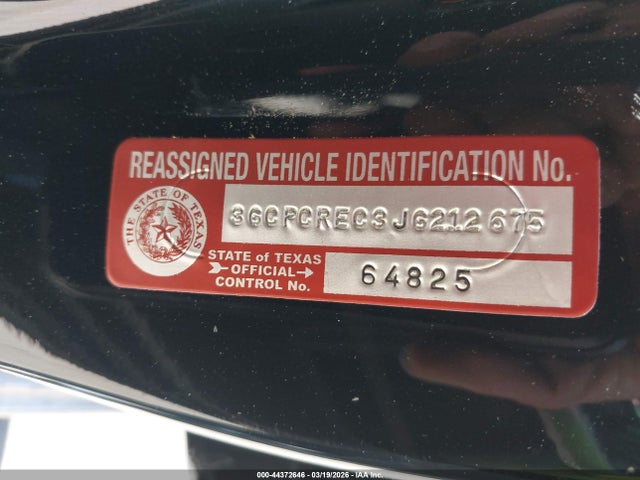 REASSIGNED VEHICLE IDENTIFICATION No.
THE STATE OF TEXAS
3GCPCREC3JG212675
STATE of TEXAS
OFFICIAL
CONTROL No.
64825
000-44372646 - 03/19/2026 - IAA Inc.